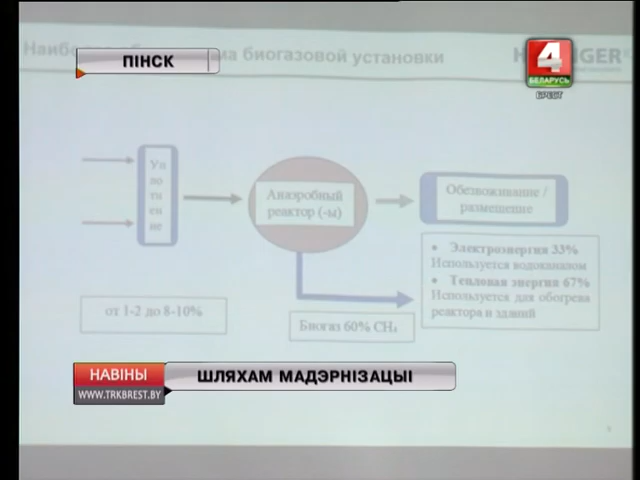 ПІНСК
ма биогазовой установки
4
БЕЛАРУСЬ
БРЕСТ
Уп
ло
тн
ен
ие
Анаэробный
реактор (-ы)
Обезвоживание /
размещение
• Электроэнергия 33%
Используется водоканалом
• Тепловая энергия 67%
Используется для обогрева
реактора и зданий
от 1-2 до 8-10%
Биогаз 60% CH₄
НАВІНЫ
WWW.TRKBREST.BY
ШЛЯХАМ МАДЭРНІЗАЦЫІ